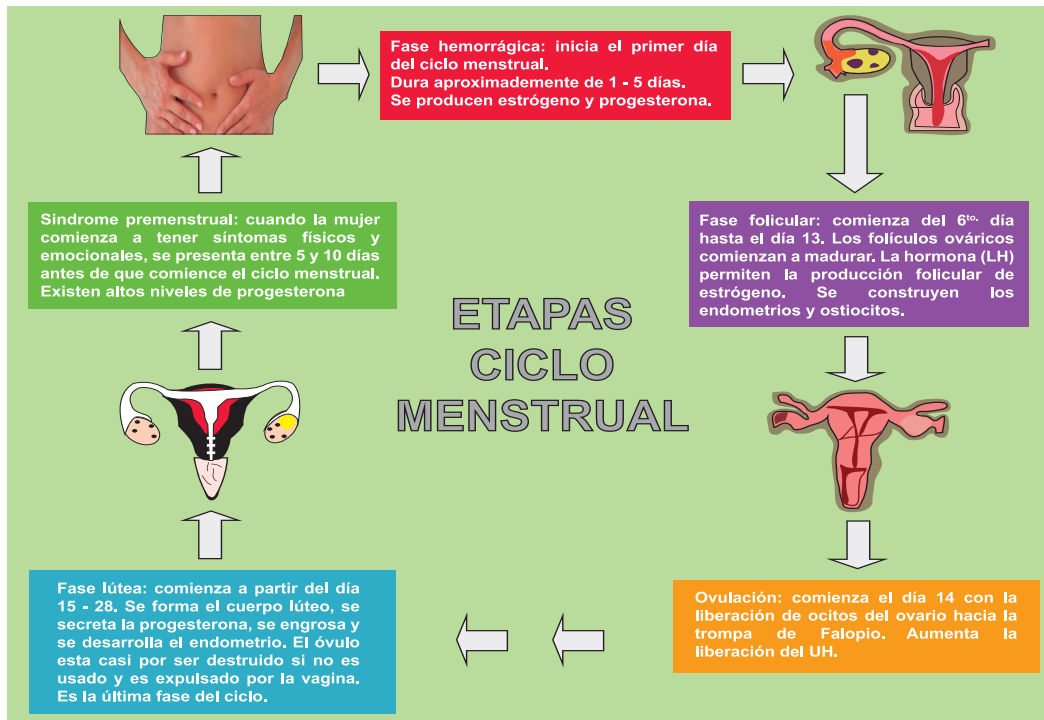 Fase hemorrágica: inicia el primer día
del ciclo menstrual.
Dura aproximademente de 1 - 5 días.
Se producen estrógeno y progesterona.
Fase folicular: comienza del 6to. día
hasta el día 13. Los folículos ováricos
comienzan a madurar. La hormona (LH)
permiten la producción folicular de
estrógeno. Se construyen los
endometrios y ostiocitos.
Ovulación: comienza el día 14 con la
liberación de ocitos del ovario hacia la
trompa de Falopio. Aumenta la
liberación del UH.
Fase lútea: comienza a partir del día
15 - 28. Se forma el cuerpo lúteo, se
secreta la progesterona, se engrosa y
se desarrolla el endometrio. El óvulo
esta casi por ser destruido si no es
usado y es expulsado por la vagina.
Es la última fase del ciclo.
Sindrome premenstrual: cuando la mujer
comienza a tener síntomas físicos y
emocionales, se presenta entre 5 y 10 días
antes de que comience el ciclo menstrual.
Existen altos niveles de progesterona
ETAPAS
CICLO
MENSTRUAL